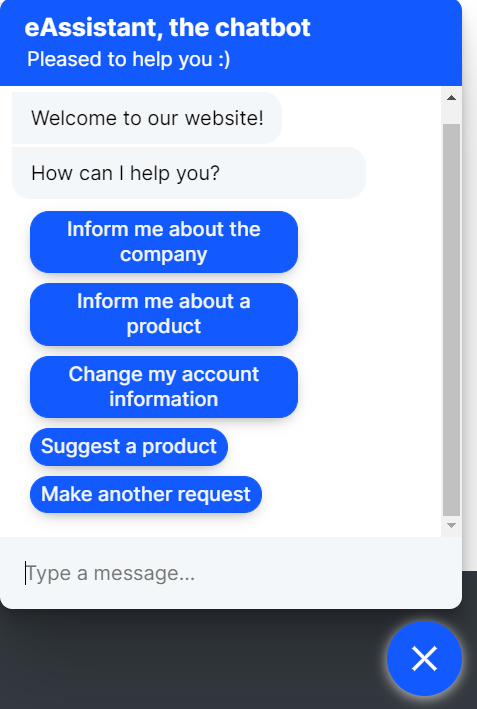 eAssistant, the chatbot
Pleased to help you :)
Welcome to our website!
How can I help you?
Inform me about the
company
Inform me about a
product
Change my account
information
Suggest a product
Make another request
Type a message...